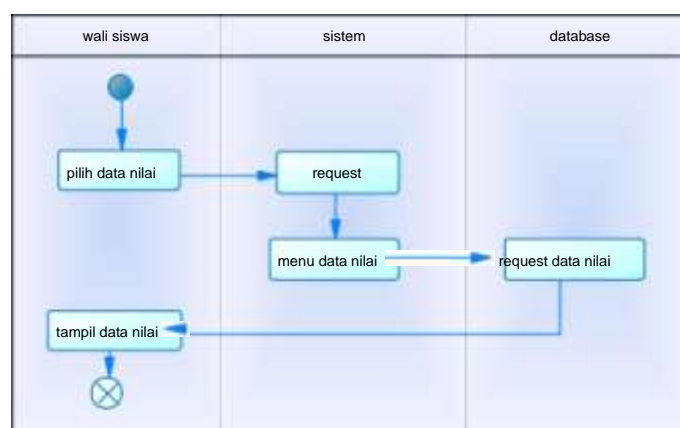 wali siswa
sistem
database
pilih data nilai
request
menu data nilai
request data nilai
tampil data nilai